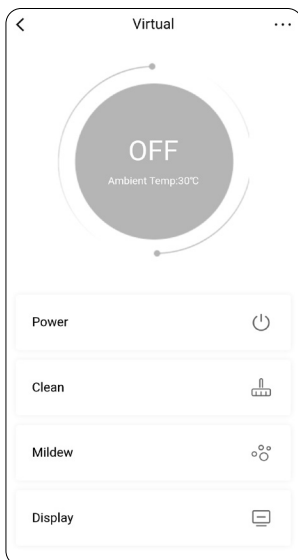 Virtual
OFF
Ambient Temp:30℃
Power
Clean
Mildew
Display